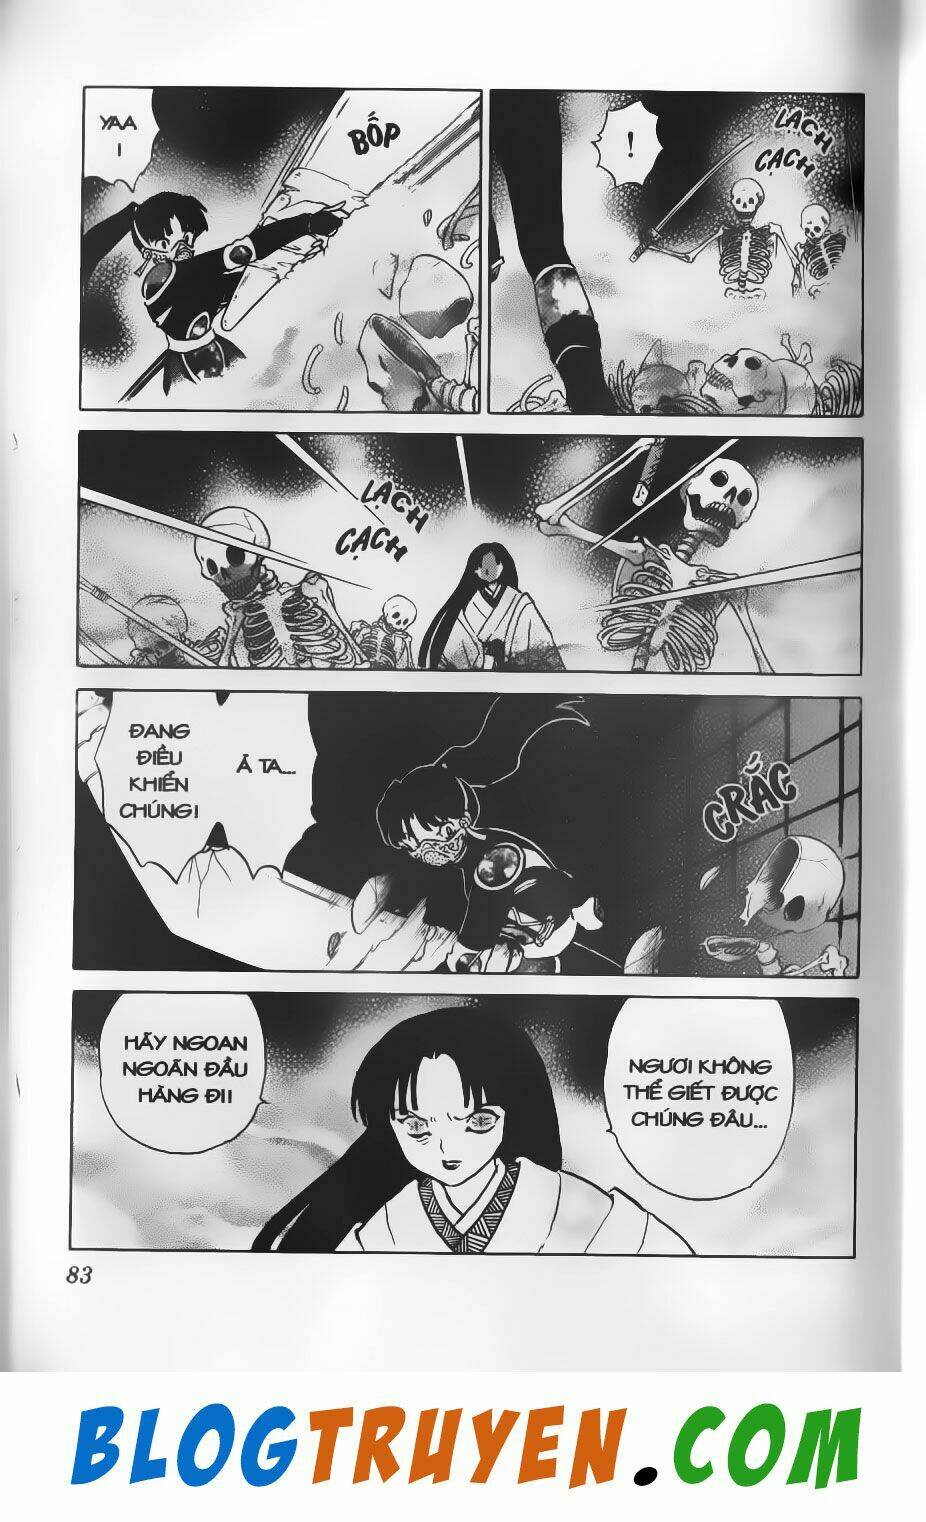 YAA
!
BỐP
!
LẠCH
CẠCH
LẠCH
CẠCH
ĐANG
ĐIỀU
KHIỂN
CHÚNG!
Ả TA...
CRẮC
HÃY NGOAN
NGOÃN ĐẦU
HÀNG ĐI!
NGƯƠI KHÔNG
THỂ GIẾT ĐƯỢC
CHÚNG ĐÂU...
83
BLOGTRUYEN.COM